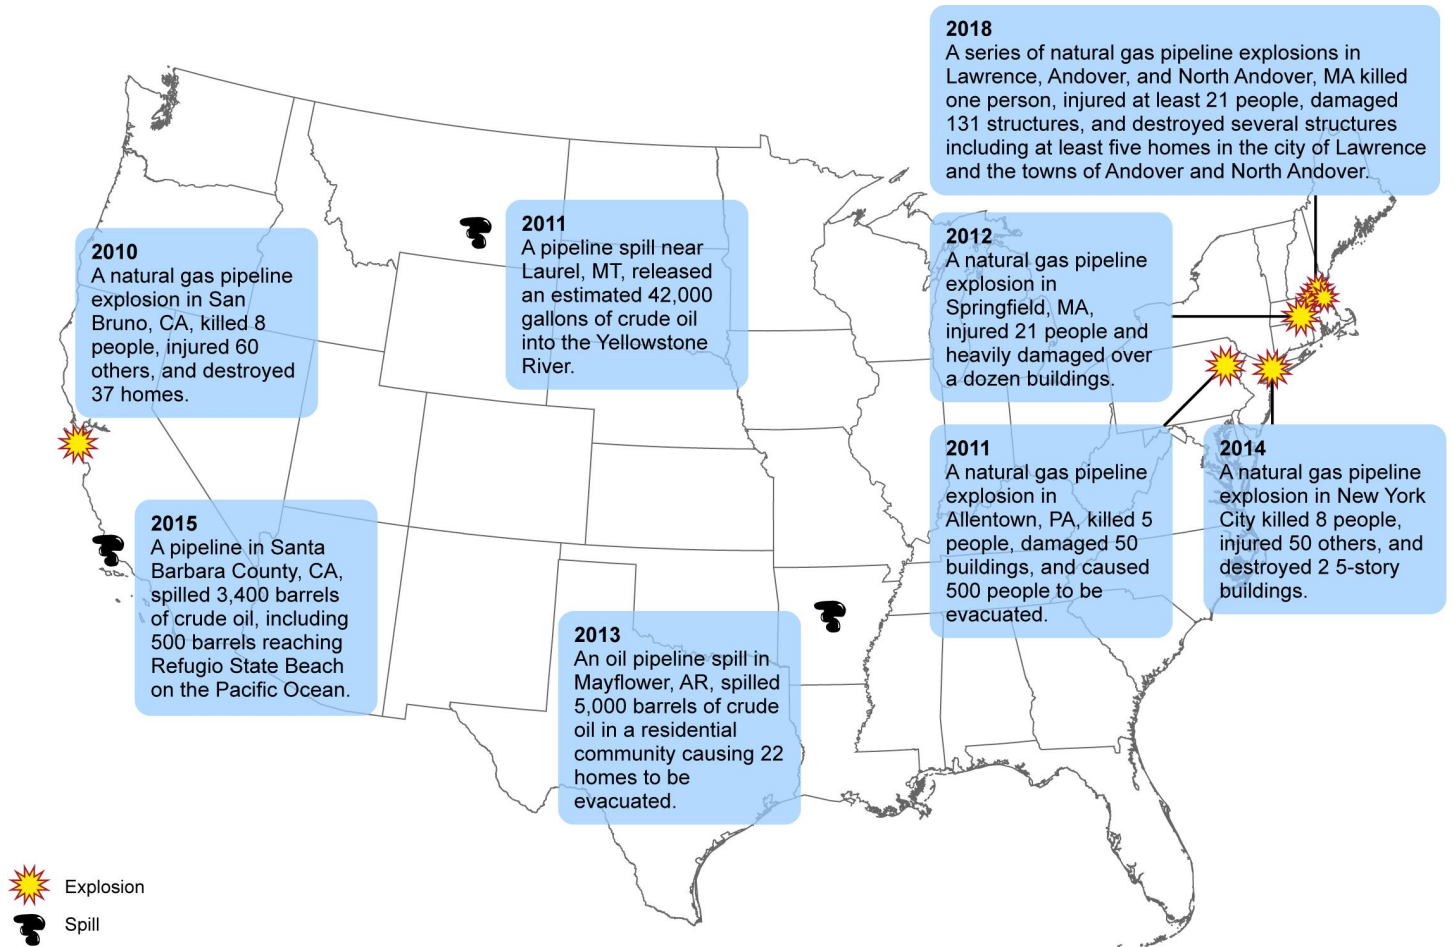 2018
A series of natural gas pipeline explosions in
Lawrence, Andover, and North Andover, MA killed
one person, injured at least 21 people, damaged
131 structures, and destroyed several structures
including at least five homes in the city of Lawrence
and the towns of Andover and North Andover.
2010
A natural gas pipeline
explosion in San
Bruno, CA, killed 8
people, injured 60
others, and destroyed
37 homes.
2011
A pipeline spill near
Laurel, MT, released
an estimated 42,000
gallons of crude oil
into the Yellowstone
River.
2012
A natural gas pipeline
explosion in
Springfield, MA,
injured 21 people and
heavily damaged over
a dozen buildings.
2015
A pipeline in Santa
Barbara County, CA,
spilled 3,400 barrels
of crude oil, including
500 barrels reaching
Refugio State Beach
on the Pacific Ocean.
2013
An oil pipeline spill in
Mayflower, AR, spilled
5,000 barrels of crude
oil in a residential
community causing 22
homes to be
evacuated.
2011
A natural gas pipeline
explosion in
Allentown, PA, killed 5
people, damaged 50
buildings, and caused
500 people to be
evacuated.
2014
A natural gas pipeline
explosion in New York
City killed 8 people,
injured 50 others, and
destroyed 2 5-story
buildings.
Explosion
Spill